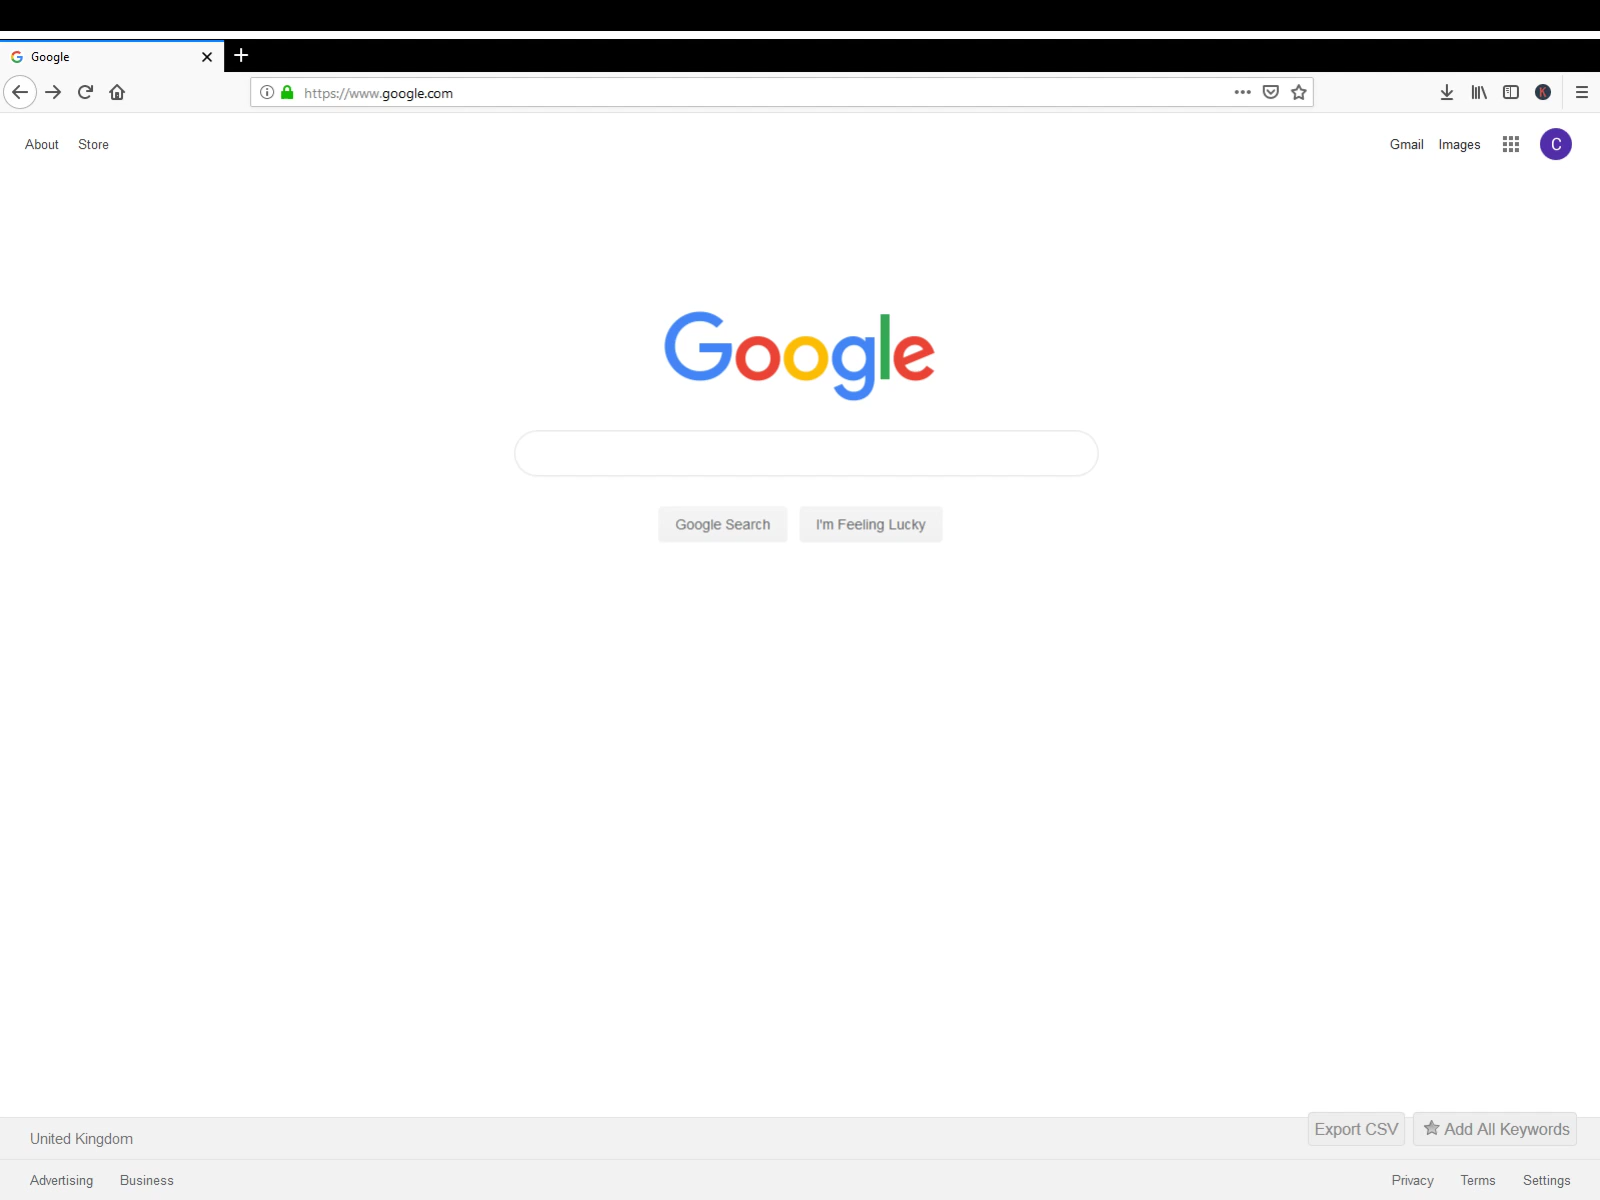 Google
https://www.google.com
K
About Store
Gmail Images
C
Google
Google Search I'm Feeling Lucky
United Kingdom
Export CSV Add All Keywords
Advertising Business
Privacy Terms Settings